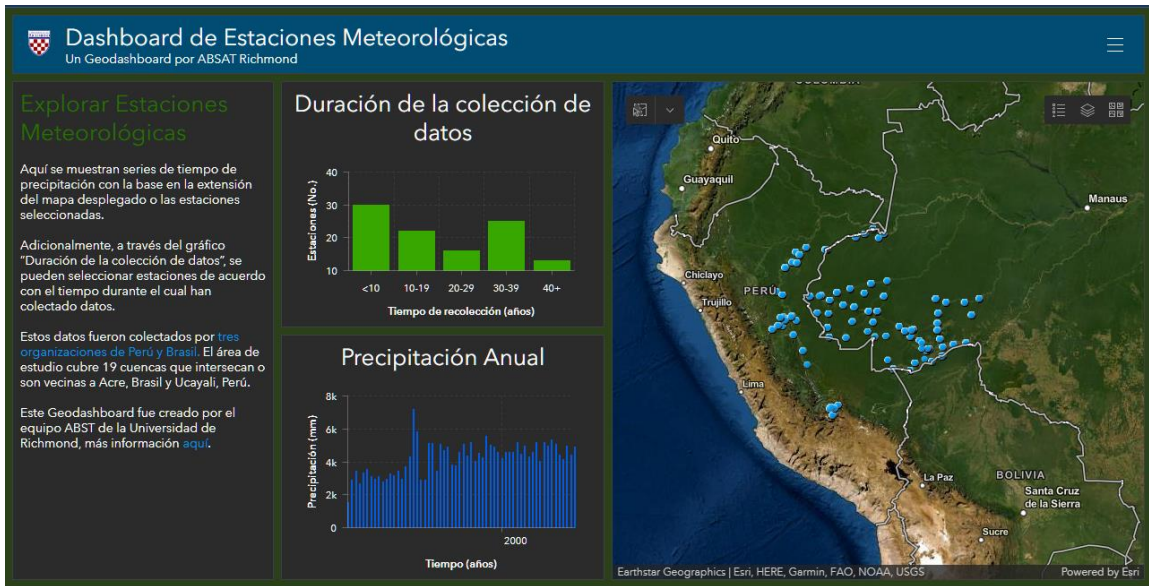 Dashboard de Estaciones Meteorológicas
Un Geodashboard por ABSAT Richmond
Explorar Estaciones
Meteorológicas
Aquí se muestran series de tiempo de
precipitación con la base en la extensión
del mapa desplegado o las estaciones
seleccionadas.
Adicionalmente, a través del gráfico
"Duración de la colección de datos", se
pueden seleccionar estaciones de acuerdo
con el tiempo durante el cual han
colectado datos.
Estos datos fueron colectados por tres
organizaciones de Perú y Brasil. El área de
estudio cubre 19 cuencas que intersecan o
son vecinas a Acre, Brasil y Ucayali, Perú.
Este Geodashboard fue creado por el
equipo ABST de la Universidad de
Richmond, más información aquí.
Duración de la colección de
datos
Estaciones (No.)
40
30
20
10
<10 10-19 20-29 30-39 40+
Tiempo de recolección (años)
Precipitación Anual
Precipitación (mm)
8k
6k
4k
2k
0
2000
Tiempo (años)
COLOMBIA
Quito
Guayaquil
Manaus
Chiclayo
PERÚ
Trujillo
Lima
La Paz
BOLIVIA
Santa Cruz
de la Sierra
Sucre
Earthstar Geographics | Esri, HERE, Garmin, FAO, NOAA, USGS
Powered by Esri